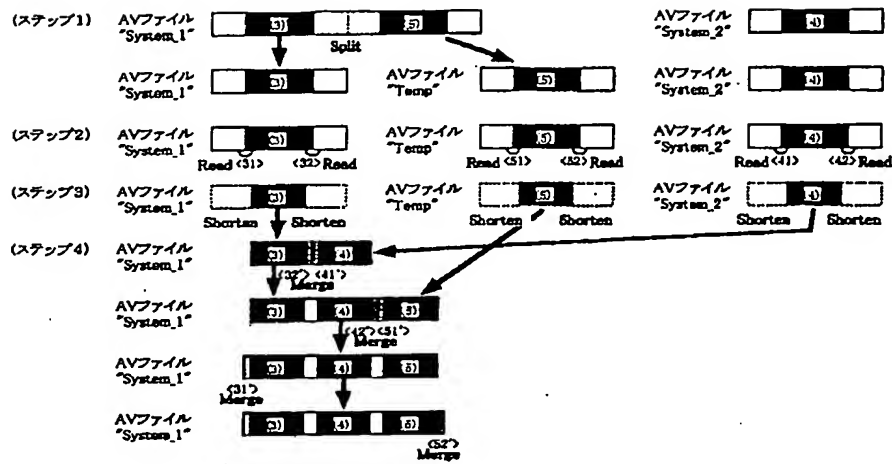 (ステップ1) AVファイル "System_1" (3) (5) AVファイル "System_2" (4)
Split
AVファイル "System_1" (3) AVファイル "Temp" (5) AVファイル "System_2" (4)
(ステップ2) AVファイル "System_1" (3) AVファイル "Temp" (5) AVファイル "System_2" (4)
Read <31> <32> Read Read <51> <52> Read Read <41> <42> Read
(ステップ3) AVファイル "System_1" (3) AVファイル "Temp" (5) AVファイル "System_2" (4)
Shorten Shorten Shorten Shorten Shorten Shorten
(ステップ4) AVファイル "System_1" (3) (4)
<32'> <41'>
Merge
AVファイル "System_1" (3) (4) (5)
<42'> <51'>
Merge
AVファイル "System_1" (3) (4) (5)
<31'>
Merge
AVファイル "System_1" (3) (4) (5)
<52'>
Merge